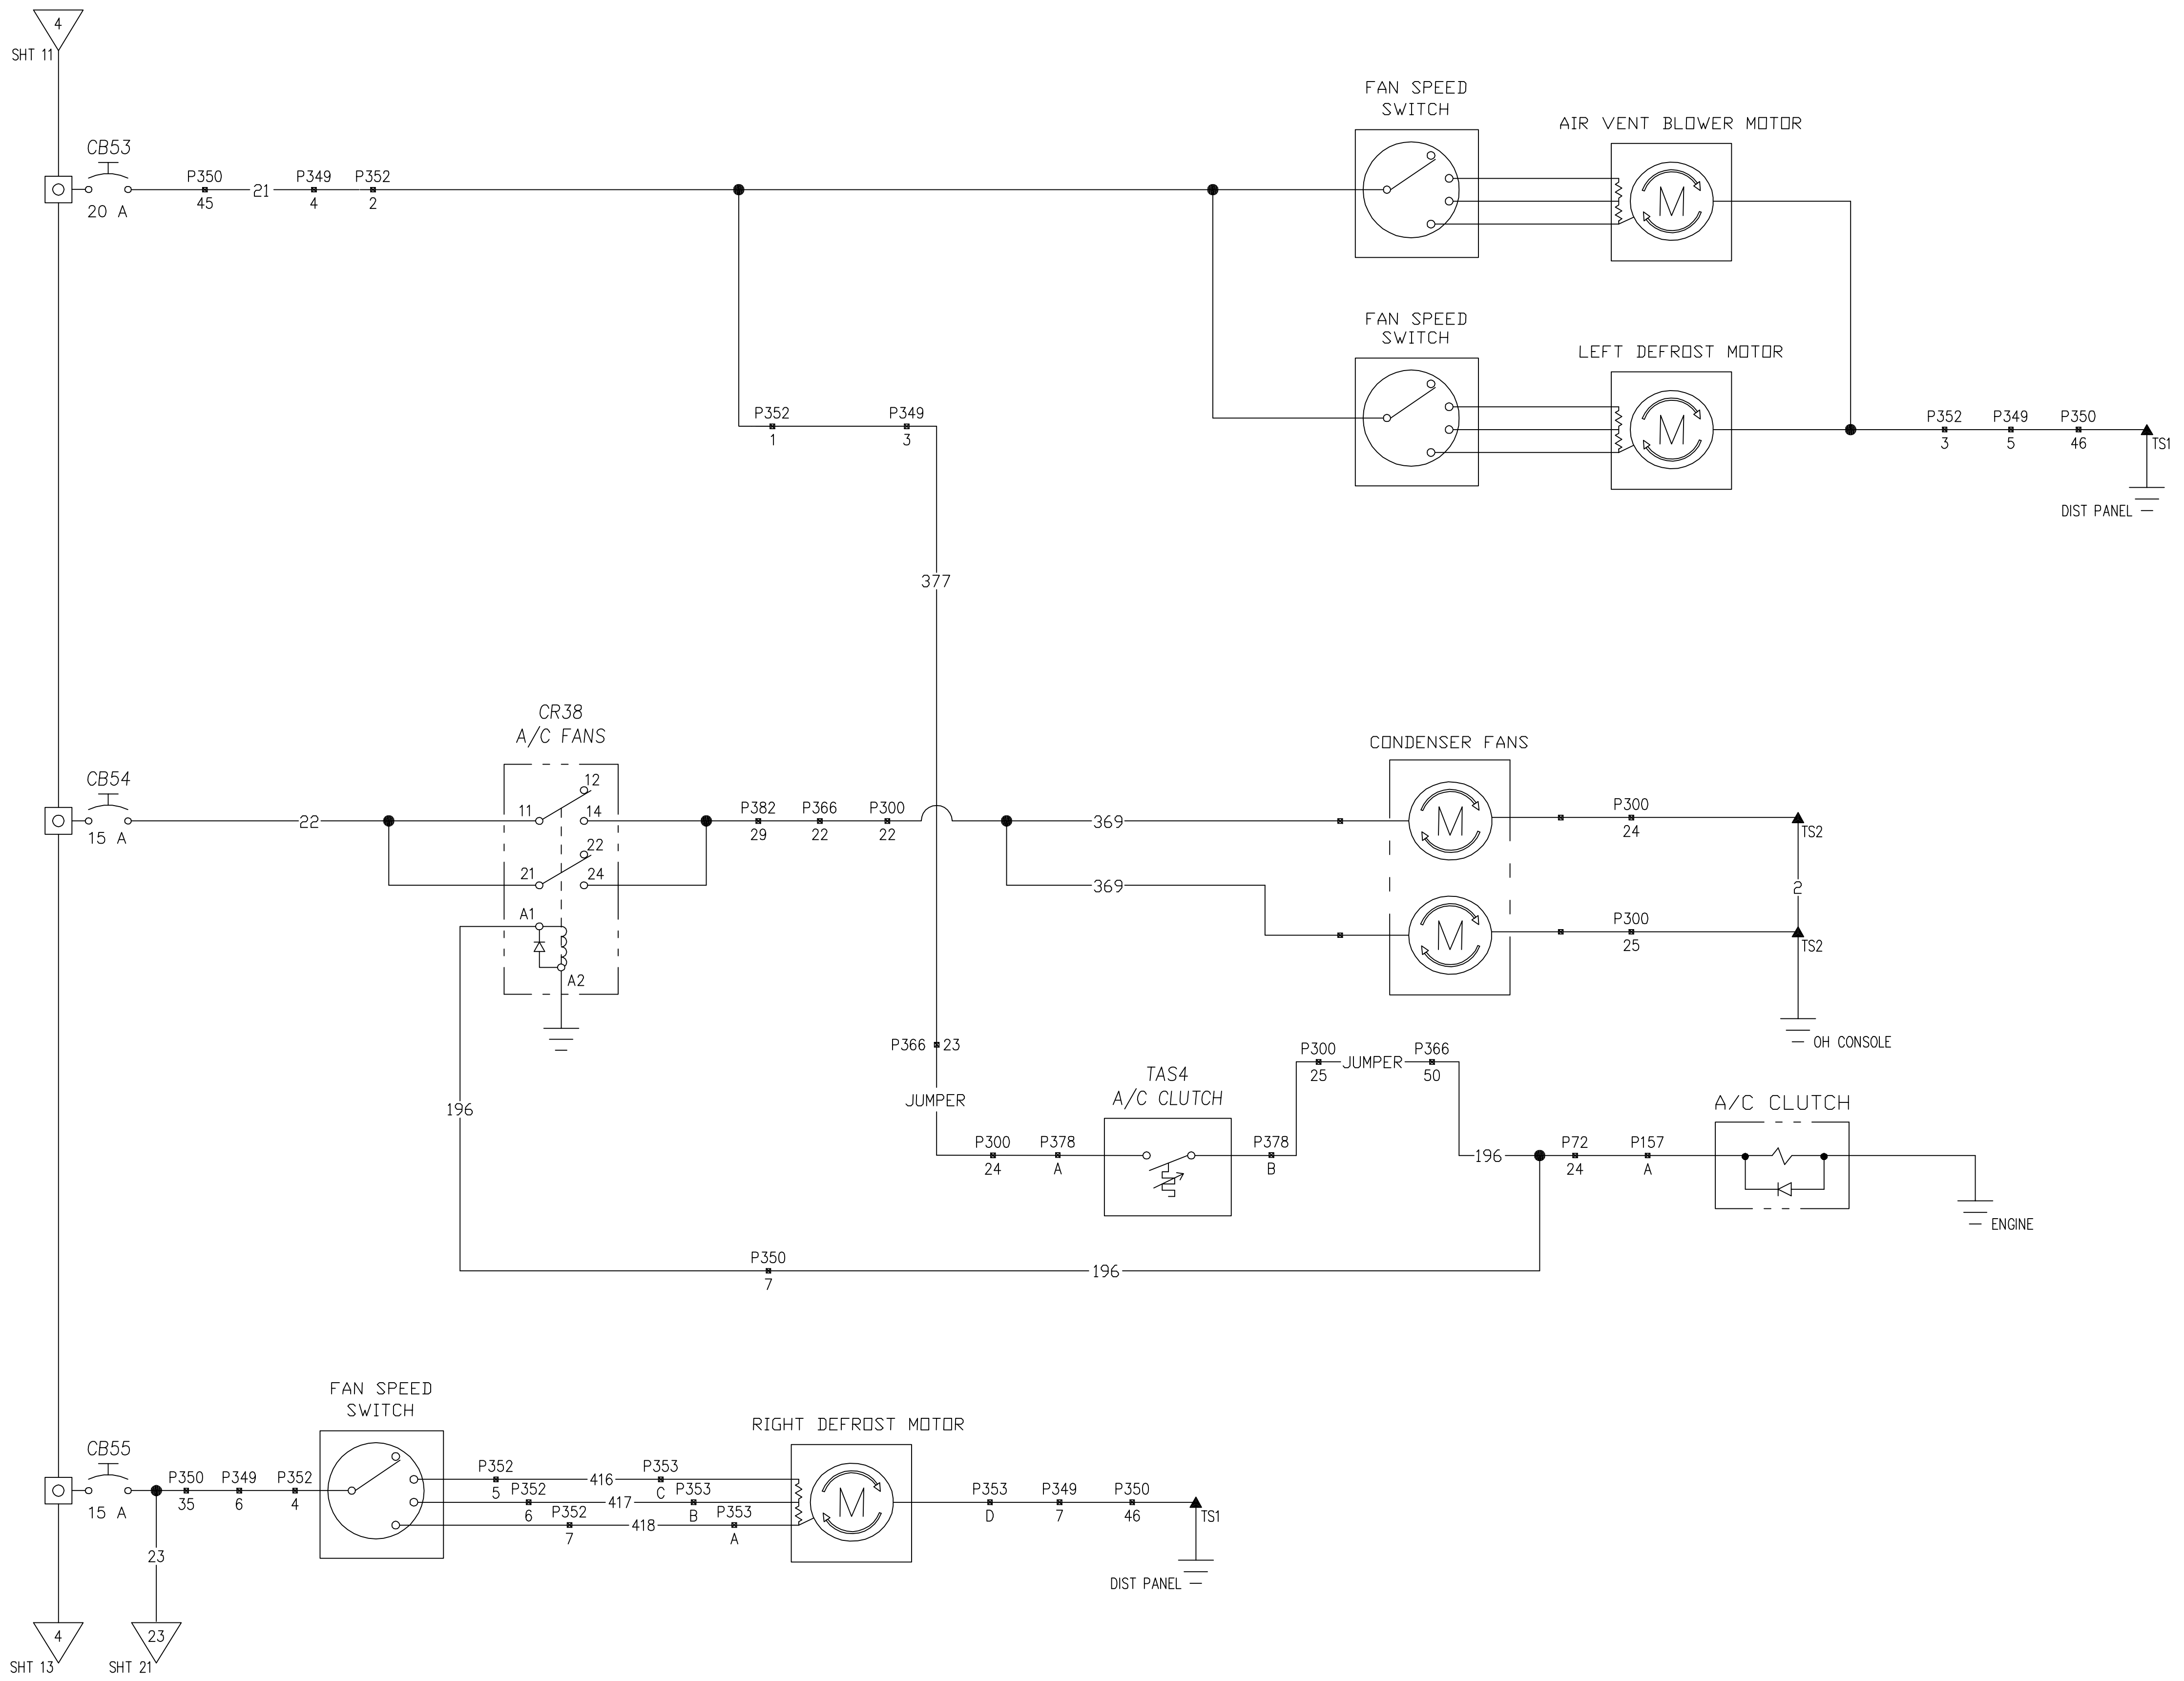 4
SHT 11
FAN SPEED
SWITCH
AIR VENT BLOWER MOTOR
CB53
20 A
P350
45
21
P349
4
P352
2
M
FAN SPEED
SWITCH
LEFT DEFROST MOTOR
M
P352
1
P349
3
P352
3
P349
5
P350
46
TS1
DIST PANEL
377
CR38
A/C FANS
CONDENSER FANS
CB54
15 A
22
12
11
14
22
21
24
A1
A2
P382
29
P366
22
P300
22
369
369
M
M
P300
24
TS2
2
P300
25
TS2
OH CONSOLE
P366 23
JUMPER
TAS4
A/C CLUTCH
P300
25
JUMPER
P366
50
196
P300
24
P378
A
P378
B
196
P72
24
P157
A
A/C CLUTCH
ENGINE
P350
7
196
FAN SPEED
SWITCH
RIGHT DEFROST MOTOR
CB55
15 A
P350
35
P349
6
P352
4
P352
5
416
P353
C
P352
6
417
P353
B
P352
7
418
P353
A
M
P353
D
P349
7
P350
46
TS1
DIST PANEL
23
4
SHT 13
23
SHT 21